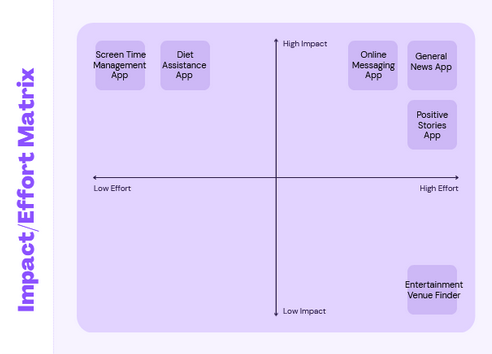 Impact/Effort Matrix
Screen Time
Management
App
Diet
Assistance
App
High Impact
Online
Messaging
App
General
News App
Positive
Stories
App
Low Effort
High Effort
Entertainment
Venue Finder
Low Impact